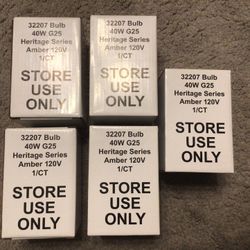 32207 Bulb
40W G25
Heritage Series
Amber 120V
1/CT
STORE
USE
ONLY
32207 Bulb
40W G25
Heritage Series
Amber 120V
1/CT
STORE
USE
ONLY
32207 Bulb
40W G25
Heritage Series
Amber 120V
1/CT
STORE
USE
ONLY
32207 Bulb
40W G25
Heritage Series
Amber 120V
1/CT
STORE
USE
ONLY
32207 Bulb
40W G25
Heritage Series
Amber 120V
1/CT
STORE
USE
ONLY